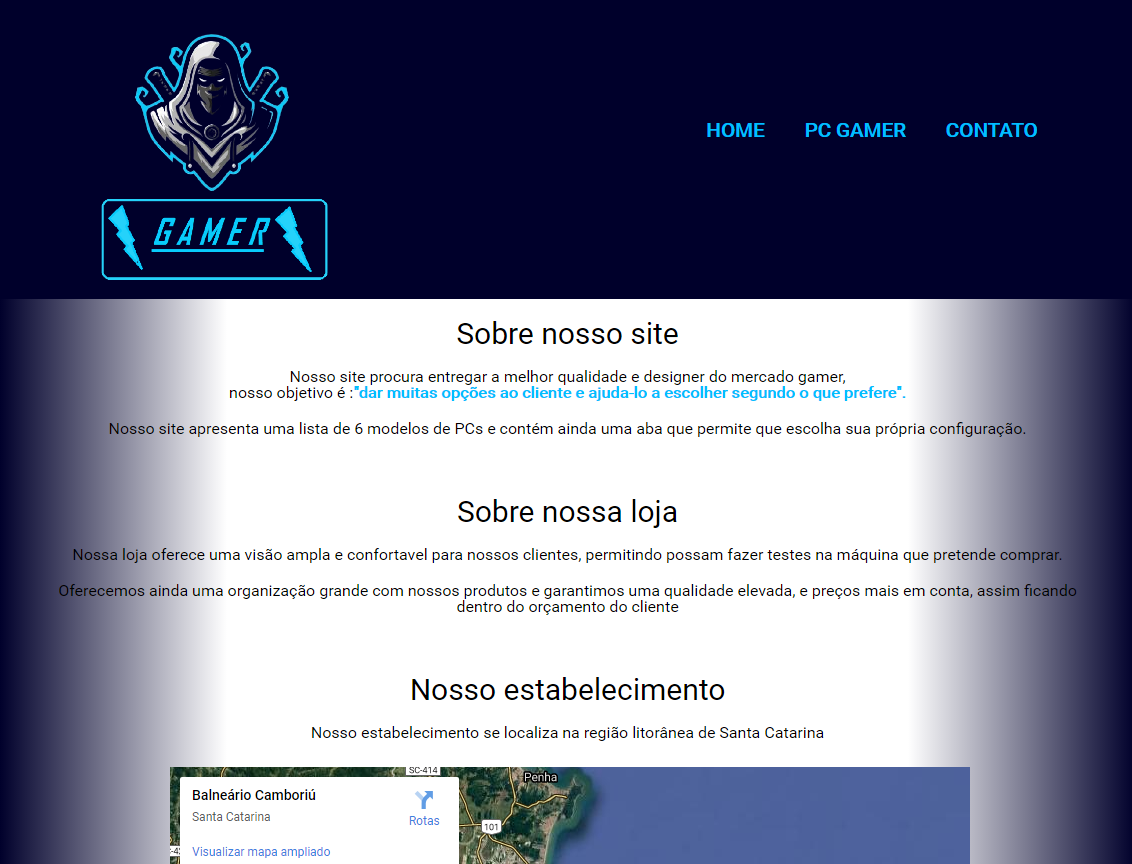 HOME PC GAMER CONTATO
GAMER
Sobre nosso site
Nosso site procura entregar a melhor qualidade e designer do mercado gamer,
nosso objetivo é :"dar muitas opções ao cliente e ajuda-lo a escolher segundo o que prefere".
Nosso site apresenta uma lista de 6 modelos de PCs e contém ainda uma aba que permite que escolha sua própria configuração.
Sobre nossa loja
Nossa loja oferece uma visão ampla e confortavel para nossos clientes, permitindo possam fazer testes na máquina que pretende comprar.
Oferecemos ainda uma organização grande com nossos produtos e garantimos uma qualidade elevada, e preços mais em conta, assim ficando
dentro do orçamento do cliente
Nosso estabelecimento
Nosso estabelecimento se localiza na região litorânea de Santa Catarina
SC-414
Penha
Balneário Camboriú
Santa Catarina
Rotas
101
Visualizar mapa ampliado